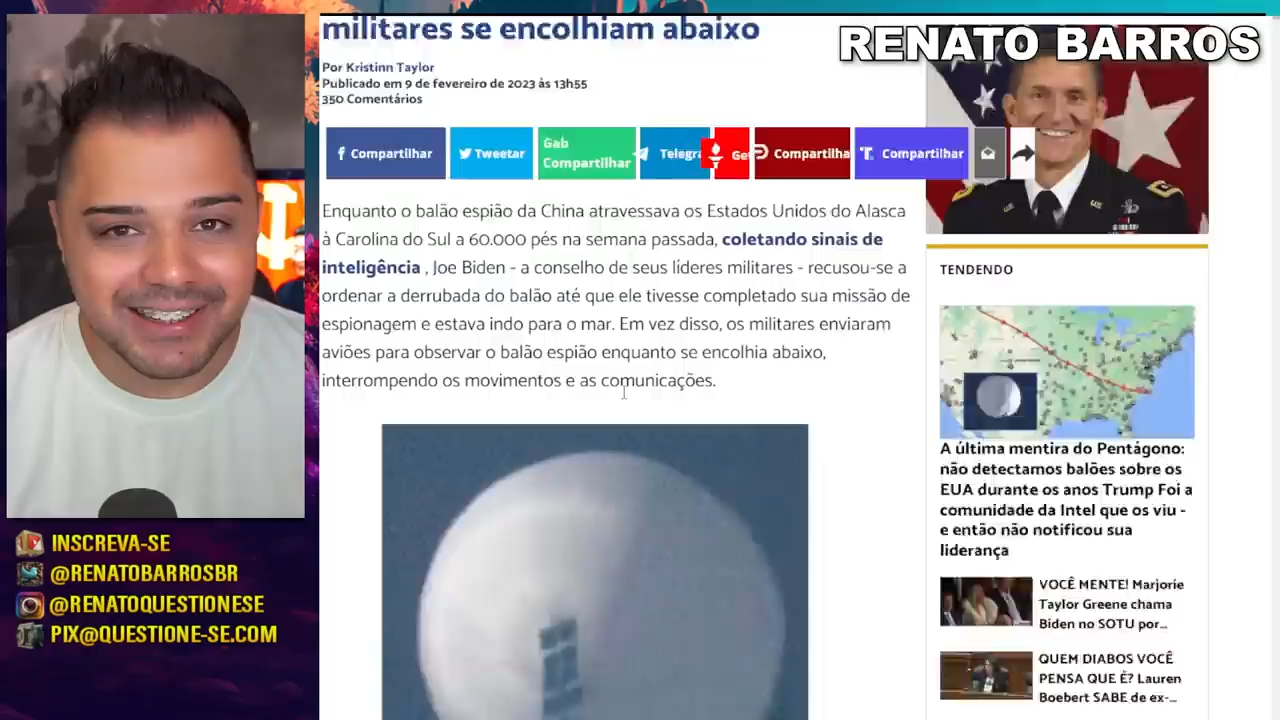 militares se encolhiam abaixo
RENATO BARROS
Por Kristinn Taylor
Publicado em 9 de fevereiro de 2023 às 13h55
350 Comentários
Compartilhar
Tweetar
Gab
Compartilhar
Telegra
Ge
Compartilha
Compartilhar
Enquanto o balão espião da China atravessava os Estados Unidos do Alasca
à Carolina do Sul a 60.000 pés na semana passada, coletando sinais de
inteligência , Joe Biden - a conselho de seus líderes militares - recusou-se a
ordenar a derrubada do balão até que ele tivesse completado sua missão de
espionagem e estava indo para o mar. Em vez disso, os militares enviaram
aviões para observar o balão espião enquanto se encolhia abaixo,
interrompendo os movimentos e as comunicações.
TENDENDO
A última mentira do Pentágono:
não detectamos balões sobre os
EUA durante os anos Trump Foi a
comunidade da Intel que os viu -
e então não notificou sua
liderança
VOCÊ MENTE! Marjorie
Taylor Greene chama
Biden no SOTU por...
QUEM DIABOS VOCÊ
PENSA QUE É? Lauren
Boebert SABE de ex-...
INSCREVA-SE
@RENATOBARROSBR
@RENATOQUESTIONESE
PIX@QUESTIONE-SE.COM